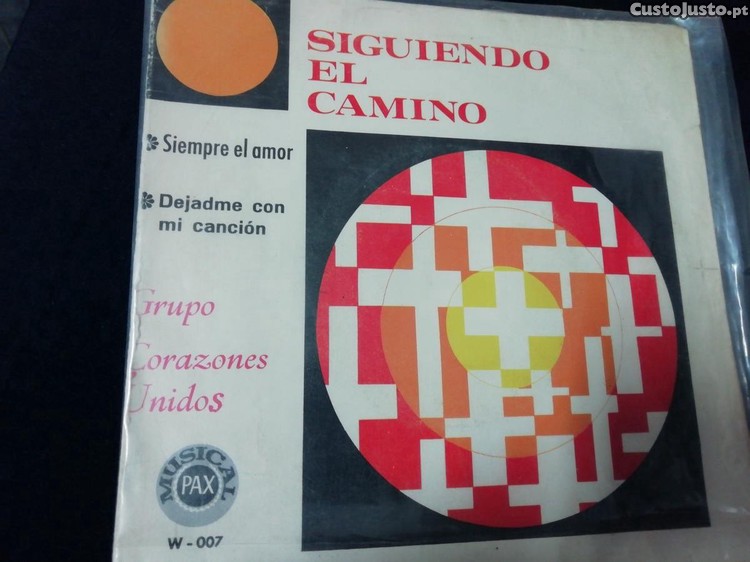 CustoJusto.pt
SIGUIENDO
EL
CAMINO
Siempre el amor
Dejadme con
mi canción
Grupo
Corazones
Unidos
MUSICAL
PAX
W-007